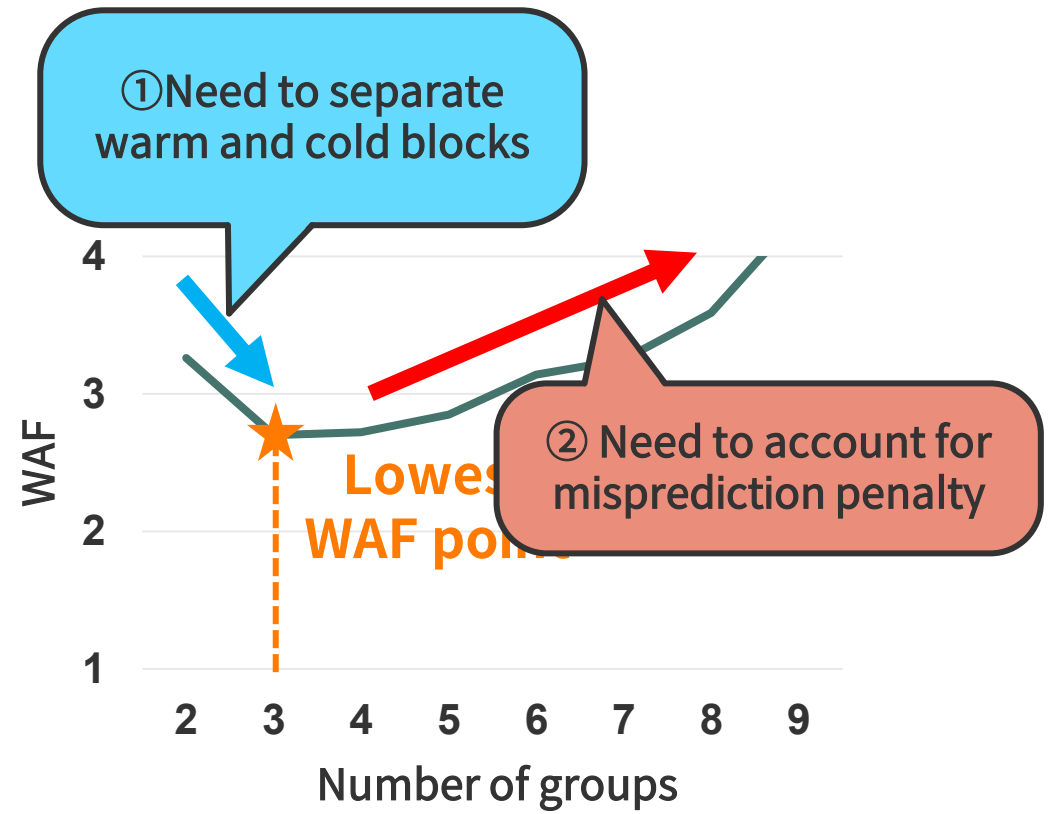 ①Need to separate
warm and cold blocks
4
3
2
1
WAF
② Need to account for
misprediction penalty
WAF
2 3 4 5 6 7 8 9
Number of groups